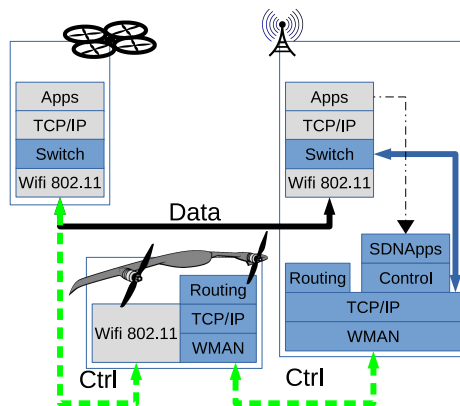 Apps
TCP/IP
Switch
Wifi 802.11
Apps
TCP/IP
Switch
Wifi 802.11
Data
SDNApps
Routing
Control
TCP/IP
WMAN
Routing
Wifi 802.11
TCP/IP
WMAN
Ctrl
Ctrl